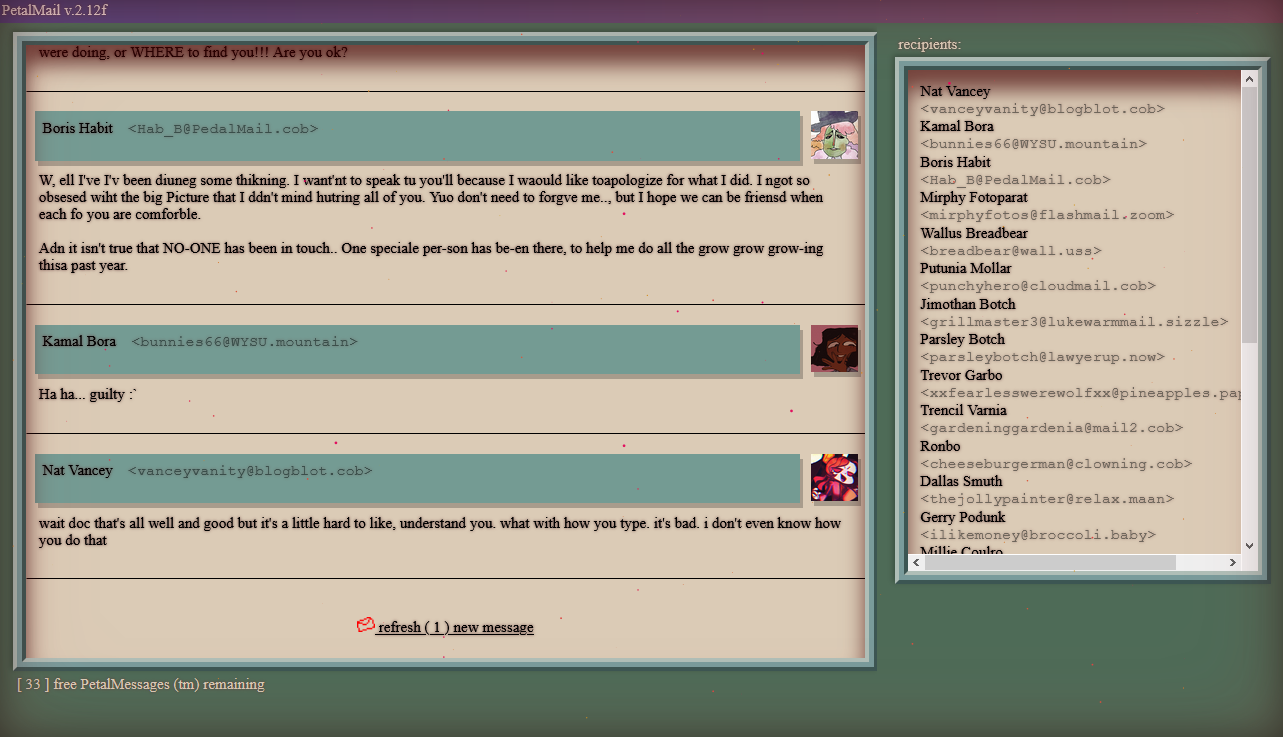 PetalMail v.2.12f
were doing, or WHERE to find you!!! Are you ok?
Boris Habit <Hab_B@PedalMail.cob>
W, ell I've I'v been diuneg some thikning. I want'nt to speak tu you'll because I waould like toapologize for what I did. I ngot so
obsesed wiht the big Picture that I ddn't mind hutring all of you. Yuo don't need to forgve me.., but I hope we can be friensd when
each fo you are comforble.
Adn it isn't true that NO-ONE has been in touch.. One speciale per-son has be-en there, to help me do all the grow grow grow-ing
thisa past year.
Kamal Bora <bunnies66@WYSU.mountain>
Ha ha... guilty :`
Nat Vancey <vanceyvanity@blogblot.cob>
wait doc that's all well and good but it's a little hard to like, understand you. what with how you type. it's bad. i don't even know how
you do that
refresh ( 1 ) new message
[ 33 ] free PetalMessages (tm) remaining
recipients:
Nat Vancey
<vanceyvanity@blogblot.cob>
Kamal Bora
<bunnies66@WYSU.mountain>
Boris Habit
<Hab_B@PedalMail.cob>
Mirphy Fotoparat
<mirphyfotos@flashmail.zoom>
Wallus Breadbear
<breadbear@wall.uss>
Putunia Mollar
<punchyhero@cloudmail.cob>
Jimothan Botch
<grillmaster3@lukewarmmail.sizzle>
Parsley Botch
<parsleybotch@lawyerup.now>
Trevor Garbo
<xxfearlesswerewolfxx@pineapples.pap
Trencil Varnia
<gardeninggardenia@mail2.cob>
Ronbo
<cheeseburgerman@clowning.cob>
Dallas Smuth
<thejollypainter@relax.maan>
Gerry Podunk
<ilikemoney@broccoli.baby>
Millie Coulro